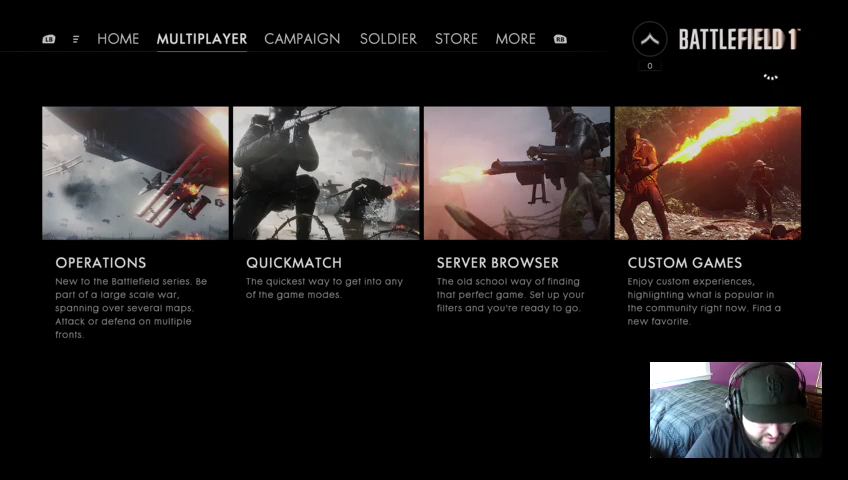 LB HOME MULTIPLAYER CAMPAIGN SOLDIER STORE MORE RB
BATTLEFIELD 1™
0
OPERATIONS
New to the Battlefield series. Be
part of a large scale war,
spanning over several maps.
Attack or defend on multiple
fronts.
QUICKMATCH
The quickest way to get into any
of the game modes.
SERVER BROWSER
The old school way of finding
that perfect game. Set up your
filters and you're ready to go.
CUSTOM GAMES
Enjoy custom experiences,
highlighting what is popular in
the community right now. Find a
new favorite.